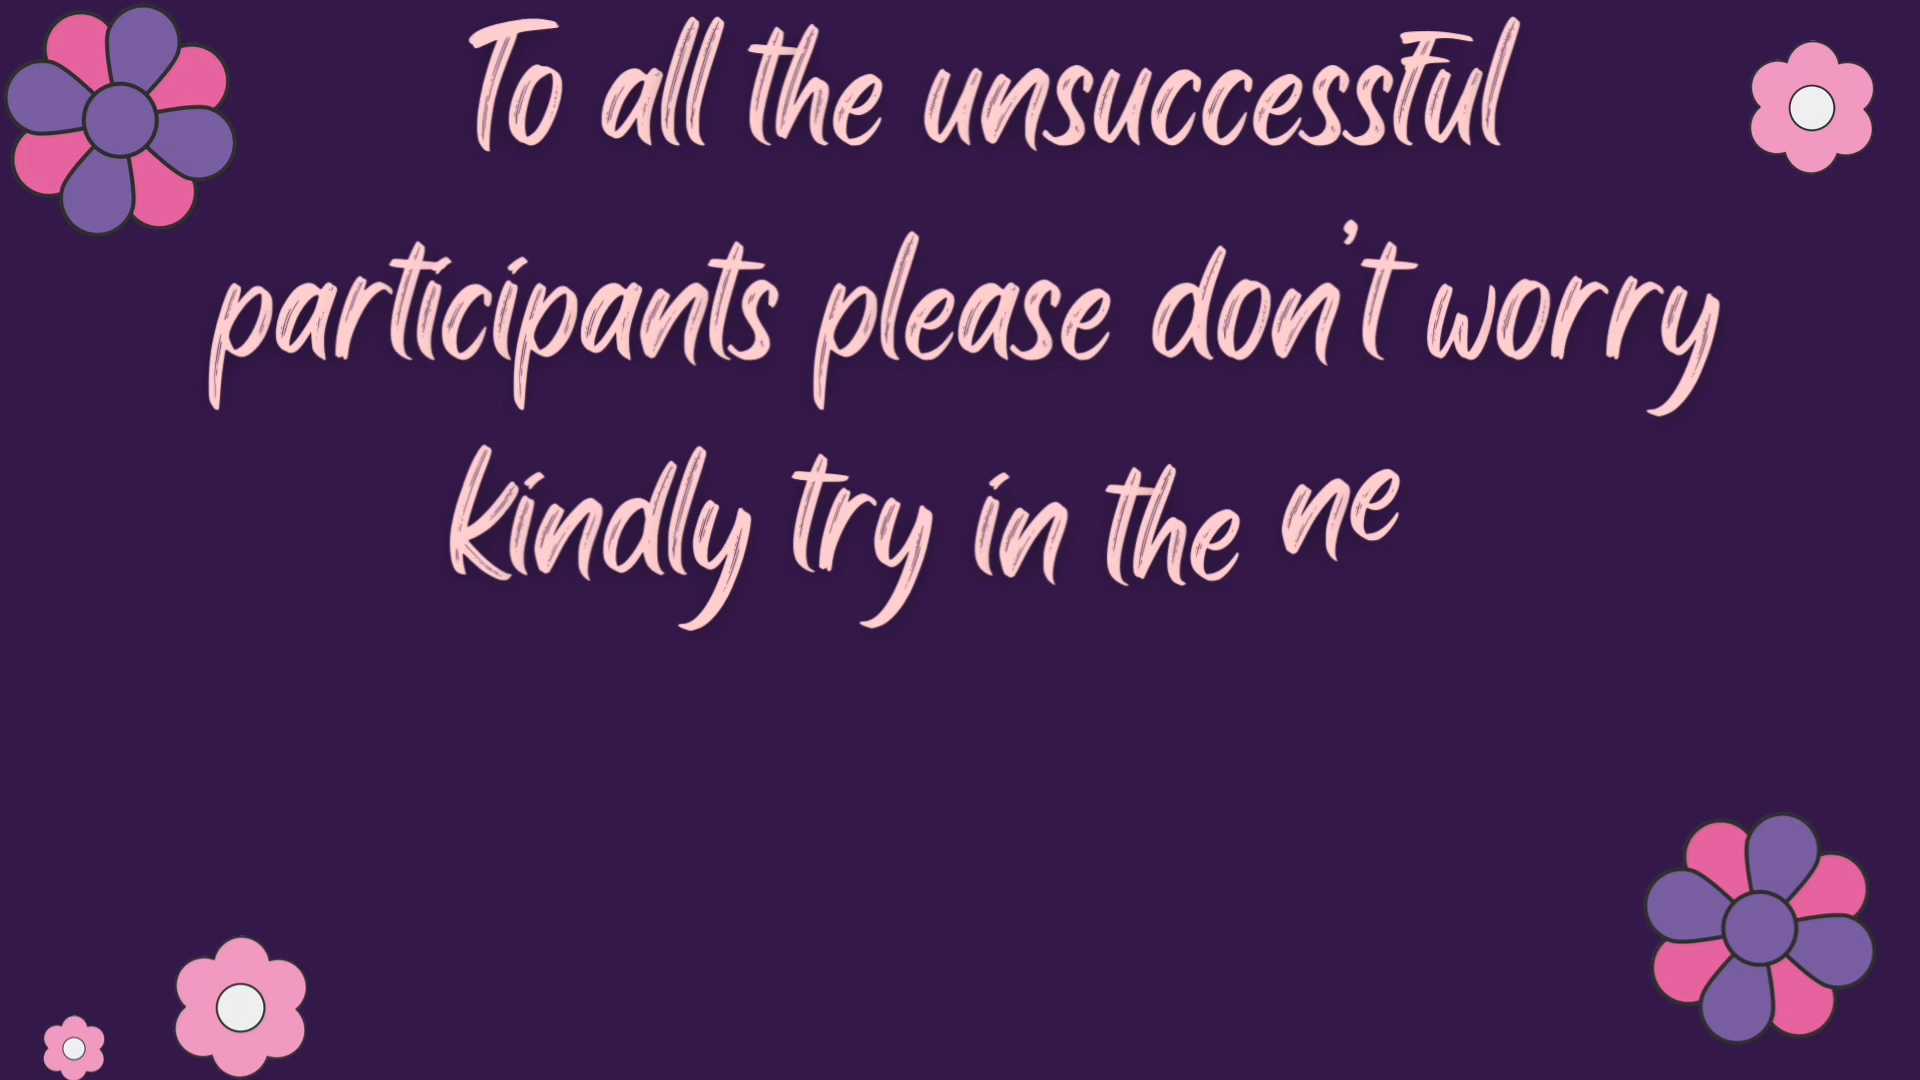 To all the unsuccessful
participants please don't worry
kindly try in the ne